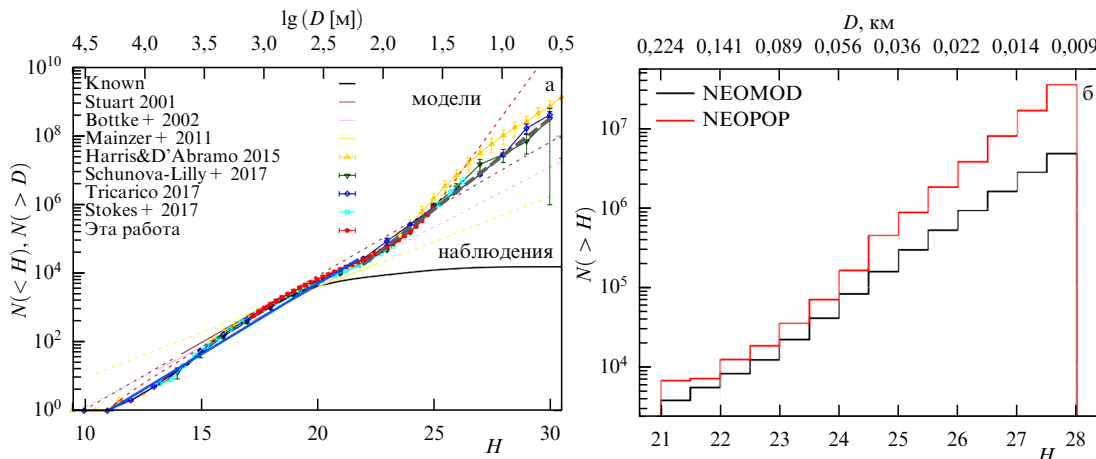 lg (D [м])
4,5 4,0 3,5 3,0 2,5 2,0 1,5 1,0 0,5
10^10
10^8
10^6
10^4
10^2
10^0
N(< H), N(> D)
Known
Stuart 2001
Bottke + 2002
Mainzer + 2011
Harris&D'Abramo 2015
Schunova-Lilly + 2017
Tricarico 2017
Stokes + 2017
Эта работа
модели
а
наблюдения
10 15 20 25 30
H
D, км
0,224 0,141 0,089 0,056 0,036 0,022 0,014 0,009
NEOMOD
NEOPOP
б
10^7
10^6
10^5
10^4
N(> H)
21 22 23 24 25 26 27 28
H